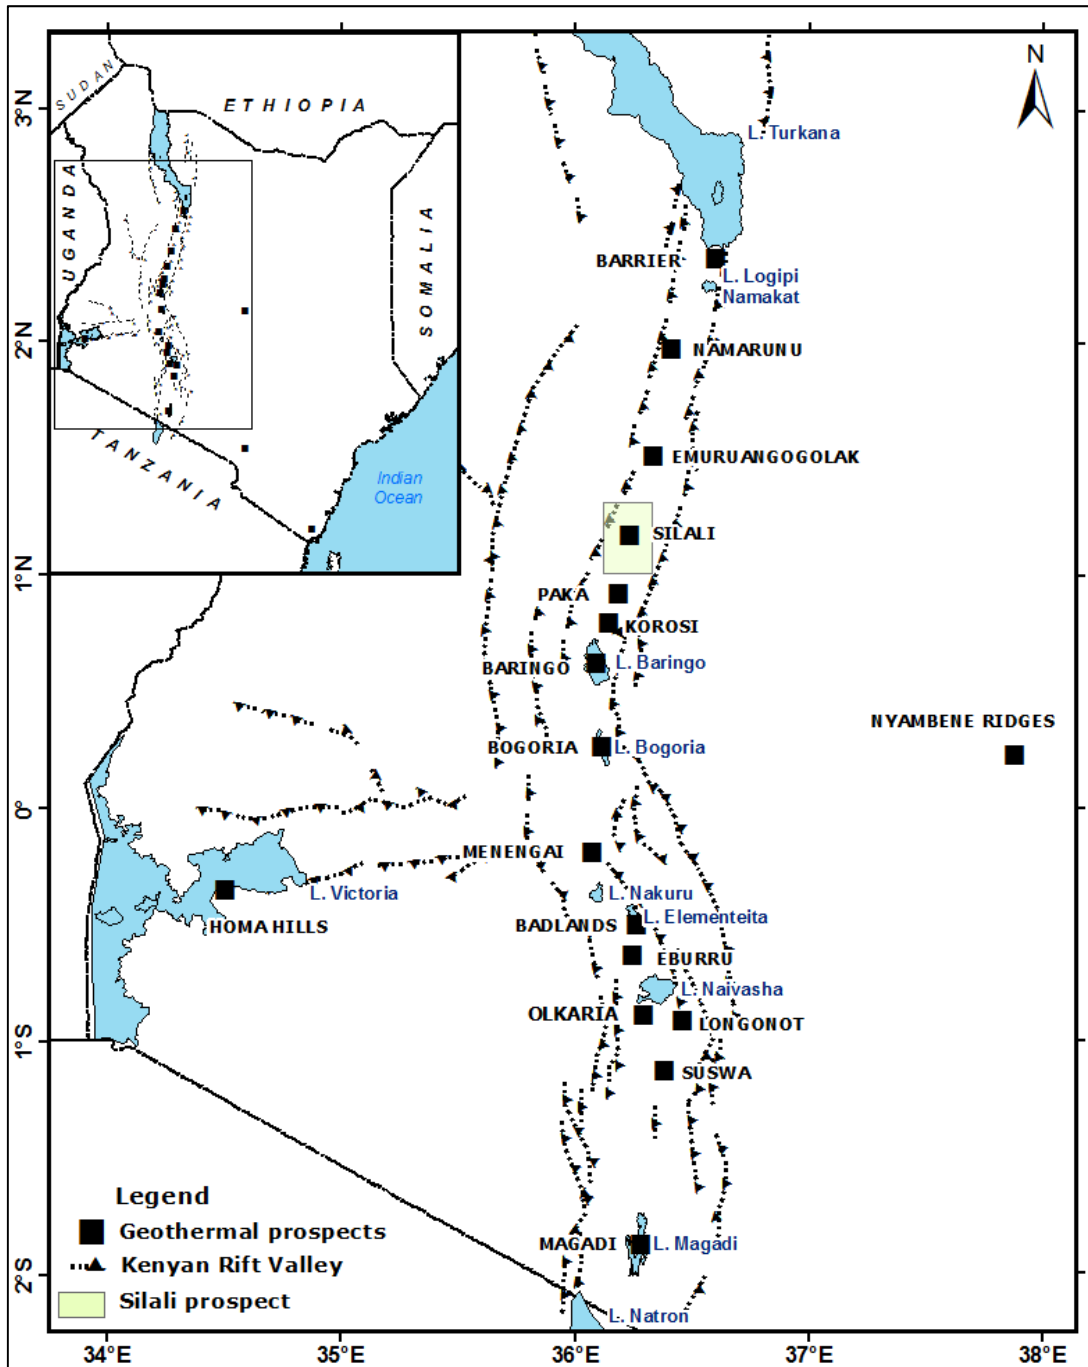 N
SUDAN
ETHIOPIA
UGANDA
SOMALIA
TANZANIA
Indian
Ocean
3°N
2°N
1°N
0°
1°S
2°S
L. Turkana
BARRIER
L. Logipi
Namakat
NAMARUNU
EMURUANGOGOLAK
SILALI
PAKA
KOROSI
BARINGO
L. Baringo
NYAMBENE RIDGES
BOGORIA
L. Bogoria
MENENGAI
L. Victoria
L. Nakuru
HOMA HILLS
BADLANDS
L. Elementeita
EBURRU
L. Naivasha
OLKARIA
LONGONOT
SUSWA
MAGADI
L. Magadi
L. Natron
Legend
Geothermal prospects
Kenyan Rift Valley
Silali prospect
34°E
35°E
36°E
37°E
38°E